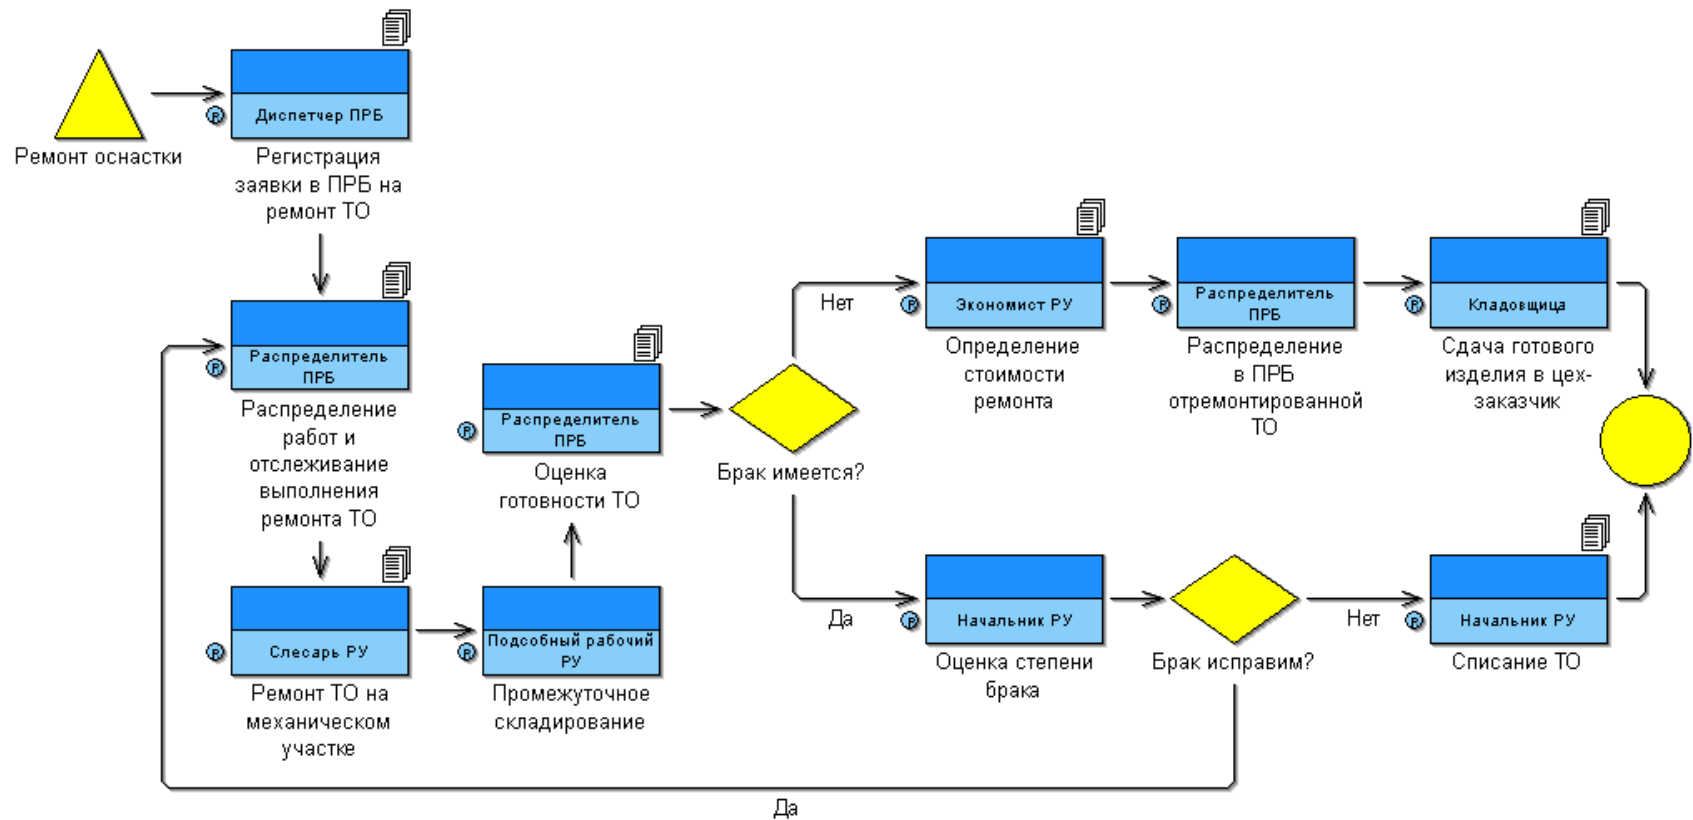 Ремонт оснастки
Диспетчер ПРБ
Регистрация
заявки в ПРБ на
ремонт ТО
Распределитель
ПРБ
Распределение
работ и
отслеживание
выполнения
ремонта ТО
Слесарь РУ
Ремонт ТО на
механическом
участке
Подсобный рабочий
РУ
Промежуточное
складирование
Распределитель
ПРБ
Оценка
готовности ТО
Брак имеется?
Нет
Экономист РУ
Определение
стоимости
ремонта
Распределитель
ПРБ
Распределение
в ПРБ
отремонтированной
ТО
Кладовщица
Сдача готового
изделия в цех-
заказчик
Да
Начальник РУ
Оценка степени
брака
Брак исправим?
Нет
Начальник РУ
Списание ТО
Да